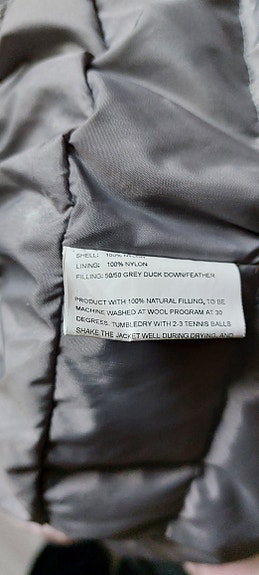 SHELL: 100% NYLON
LINING: 100% NYLON
FILLING: 50/50 GREY DUCK DOWN/FEATHER
PRODUCT WITH 100% NATURAL FILLING, TO BE
MACHINE WASHED AT WOOL PROGRAM AT 30
DEGRESS. TUMBLEDRY WITH 2-3 TENNIS BALLS
SHAKE THE JACKET WELL DURING DRYING, AND